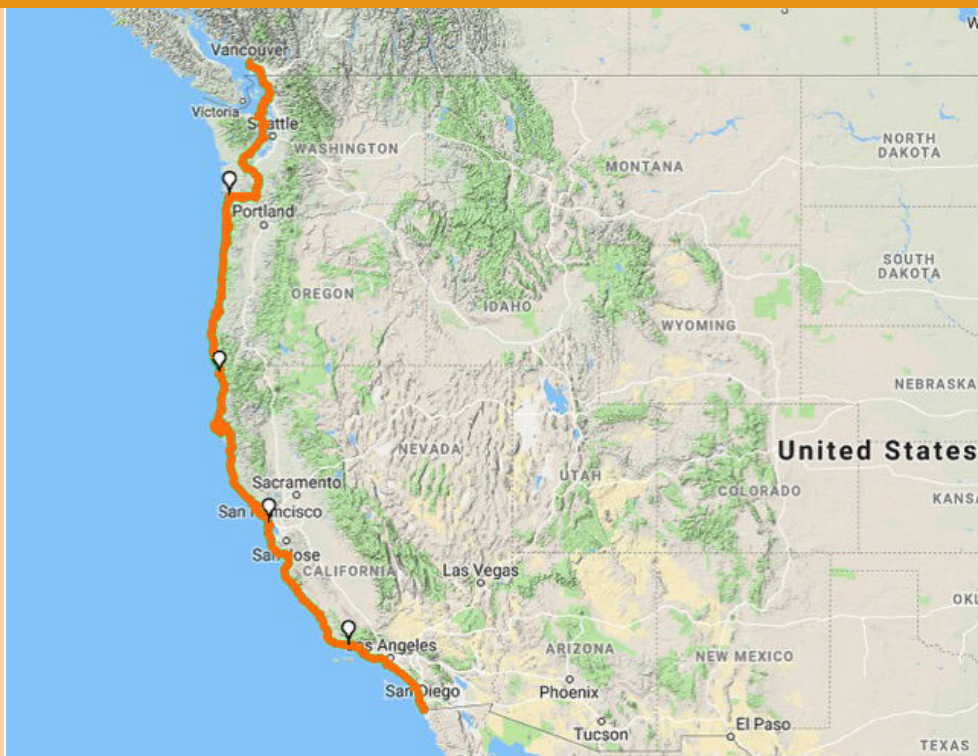 Vancouver
Victoria
Seattle
WASHINGTON
MONTANA
NORTH
DAKOTA
Portland
SOUTH
DAKOTA
OREGON
IDAHO
WYOMING
NEBRASKA
NEVADA
United States
Sacramento
UTAH
COLORADO
San Francisco
KANSA
San Jose
CALIFORNIA
Las Vegas
OKL
Los Angeles
ARIZONA
NEW MEXICO
San Diego
Phoenix
Tucson
El Paso
TEXAS